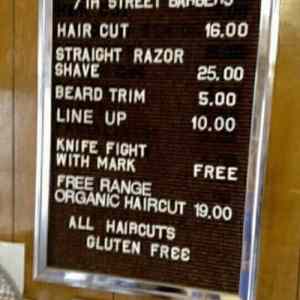 7TH STREET BARBERS
HAIR CUT 16.00
STRAIGHT RAZOR
SHAVE 25.00
BEARD TRIM 5.00
LINE UP 10.00
KNIFE FIGHT
WITH MARK FREE
FREE RANGE
ORGANIC HAIRCUT 19.00
ALL HAIRCUTS
GLUTEN FREE